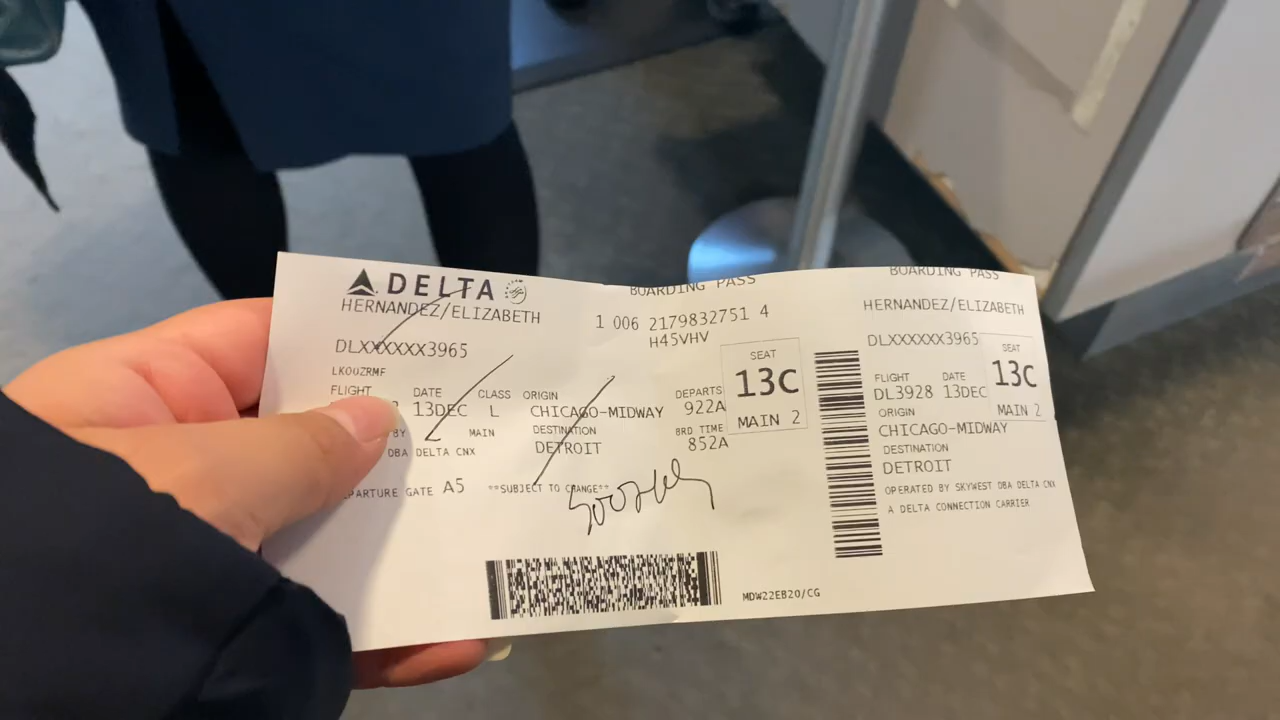 DELTA
HERNANDEZ/ELIZABETH
DLXXXXXX3965
LKOUZRMF
FLIGHT DATE CLASS ORIGIN DEPARTS
13DEC L CHICAGO-MIDWAY 922A
BY MAIN DESTINATION BRD TIME
DBA DELTA CNX DETROIT 852A
GATE A5 **SUBJECT TO CHANGE**
BOARDING PASS
1 006 2179832751 4
H45VHV
SEAT
13C
MAIN 2
MDW22EB20/CG
BOARDING PASS
HERNANDEZ/ELIZABETH
DLXXXXXX3965
SEAT
13C
MAIN 2
FLIGHT DATE
DL3928 13DEC
ORIGIN
CHICAGO-MIDWAY
DESTINATION
DETROIT
OPERATED BY SKYWEST DBA DELTA CNX
A DELTA CONNECTION CARRIER